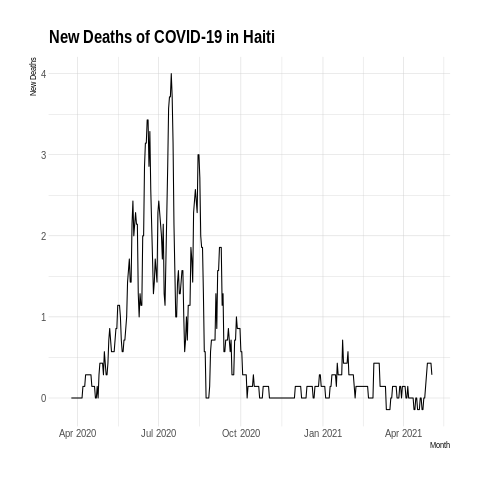 New Deaths of COVID-19 in Haiti
New Deaths
4
3
2
1
0
Apr 2020 Jul 2020 Oct 2020 Jan 2021 Apr 2021
Month